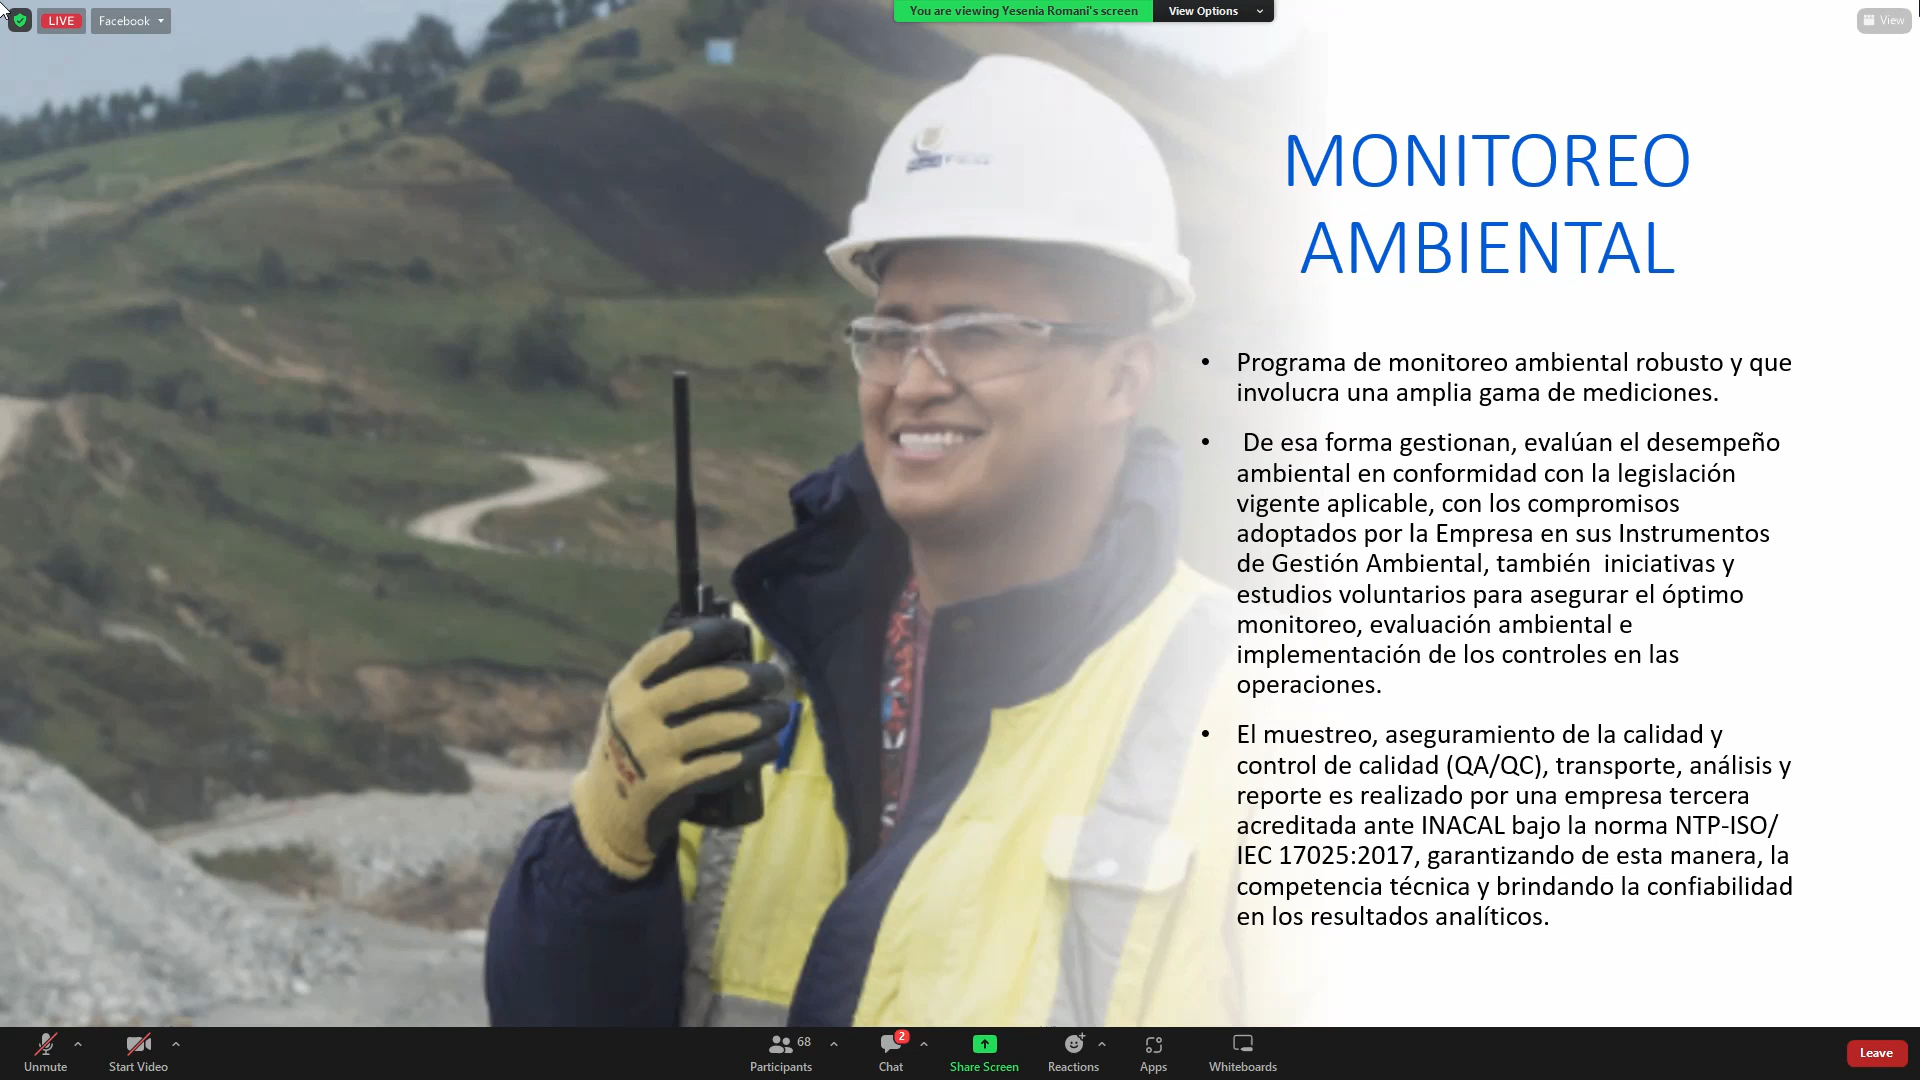 LIVE
Facebook
You are viewing Yesenia Romani's screen
View Options
View
MONITOREO
AMBIENTAL
• Programa de monitoreo ambiental robusto y que
involucra una amplia gama de mediciones.
• De esa forma gestionan, evalúan el desempeño
ambiental en conformidad con la legislación
vigente aplicable, con los compromisos
adoptados por la Empresa en sus Instrumentos
de Gestión Ambiental, también iniciativas y
estudios voluntarios para asegurar el óptimo
monitoreo, evaluación ambiental e
implementación de los controles en las
operaciones.
• El muestreo, aseguramiento de la calidad y
control de calidad (QA/QC), transporte, análisis y
reporte es realizado por una empresa tercera
acreditada ante INACAL bajo la norma NTP-ISO/
IEC 17025:2017, garantizando de esta manera, la
competencia técnica y brindando la confiabilidad
en los resultados analíticos.
Unmute
Start Video
68
Participants
2
Chat
Share Screen
Reactions
Apps
Whiteboards
Leave